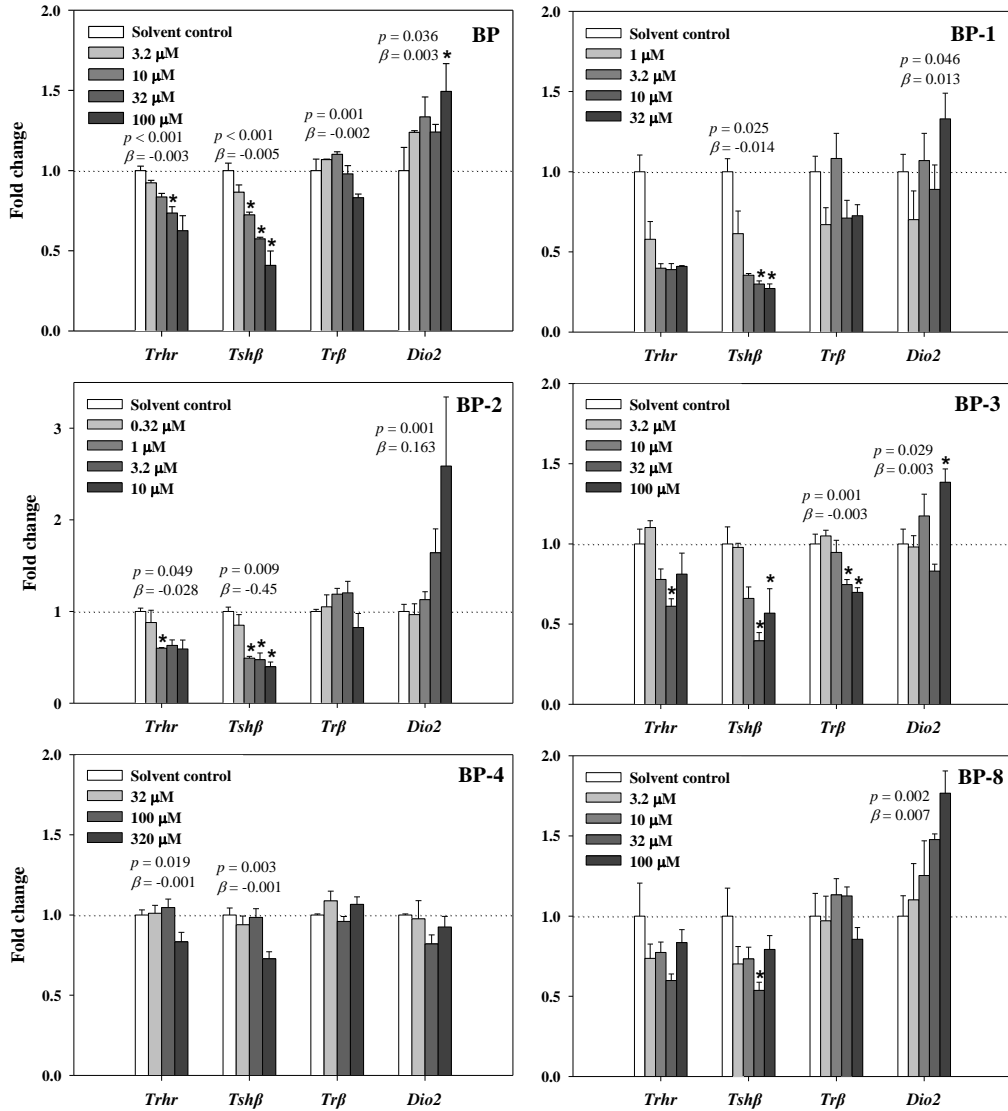 BP
Solvent control
3.2 μM
10 μM
32 μM
100 μM
p < 0.001
β = -0.003
p < 0.001
β = -0.005
p = 0.001
β = -0.002
p = 0.036
β = 0.003
*
*
*
*
*
Fold change
2.0
1.5
1.0
0.5
0.0
Trhr
Tshβ
Trβ
Dio2
BP-1
Solvent control
1 μM
3.2 μM
10 μM
32 μM
p = 0.025
β = -0.014
p = 0.046
β = 0.013
* *
2.0
1.5
1.0
0.5
0.0
Trhr
Tshβ
Trβ
Dio2
BP-2
Solvent control
0.32 μM
1 μM
3.2 μM
10 μM
p = 0.049
β = -0.028
p = 0.009
β = -0.45
p = 0.001
β = 0.163
*
* * *
Fold change
3
2
1
0
Trhr
Tshβ
Trβ
Dio2
BP-3
Solvent control
3.2 μM
10 μM
32 μM
100 μM
p = 0.001
β = -0.003
p = 0.029
β = 0.003
*
*
*
*
*
*
2.0
1.5
1.0
0.5
0.0
Trhr
Tshβ
Trβ
Dio2
BP-4
Solvent control
32 μM
100 μM
320 μM
p = 0.019
β = -0.001
p = 0.003
β = -0.001
Fold change
2.0
1.5
1.0
0.5
0.0
Trhr
Tshβ
Trβ
Dio2
BP-8
Solvent control
3.2 μM
10 μM
32 μM
100 μM
p = 0.002
β = 0.007
*
2.0
1.5
1.0
0.5
0.0
Trhr
Tshβ
Trβ
Dio2